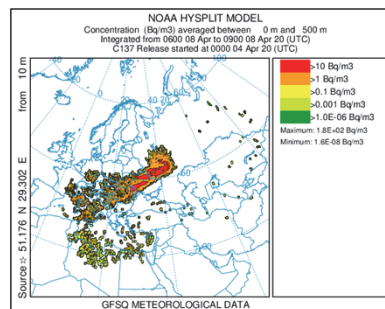 NOAA HYSPLIT MODEL
Concentration (Bq/m3) averaged between 0 m and 500 m
Integrated from 0600 08 Apr to 0900 08 Apr 20 (UTC)
C137 Release started at 0000 04 Apr 20 (UTC)
>10 Bq/m3
>1 Bq/m3
>0.1 Bq/m3
>0.001 Bq/m3
>1.0E-06 Bq/m3
Maximum: 1.8E+02 Bq/m3
Minimum: 1.6E-08 Bq/m3
Source ☆ 51.176 N 29.302 E from 10 m
GFSQ METEOROLOGICAL DATA